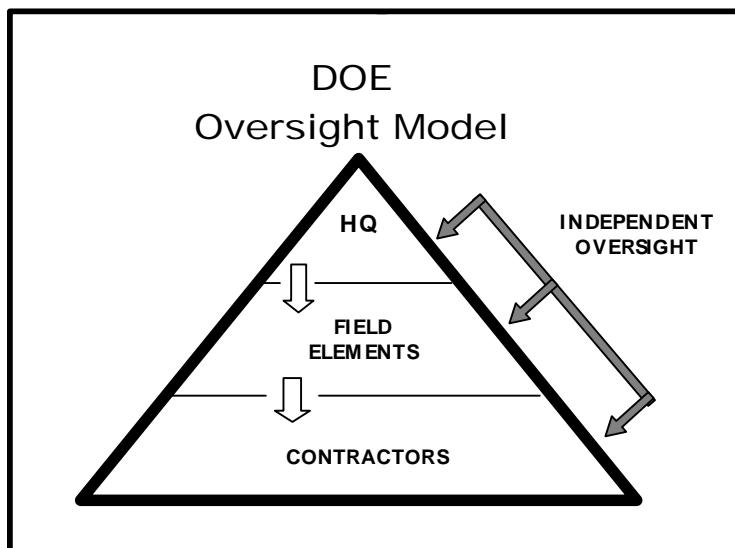 DOE
Oversight Model
HQ
INDEPENDENT
OVERSIGHT
FIELD
ELEMENTS
CONTRACTORS